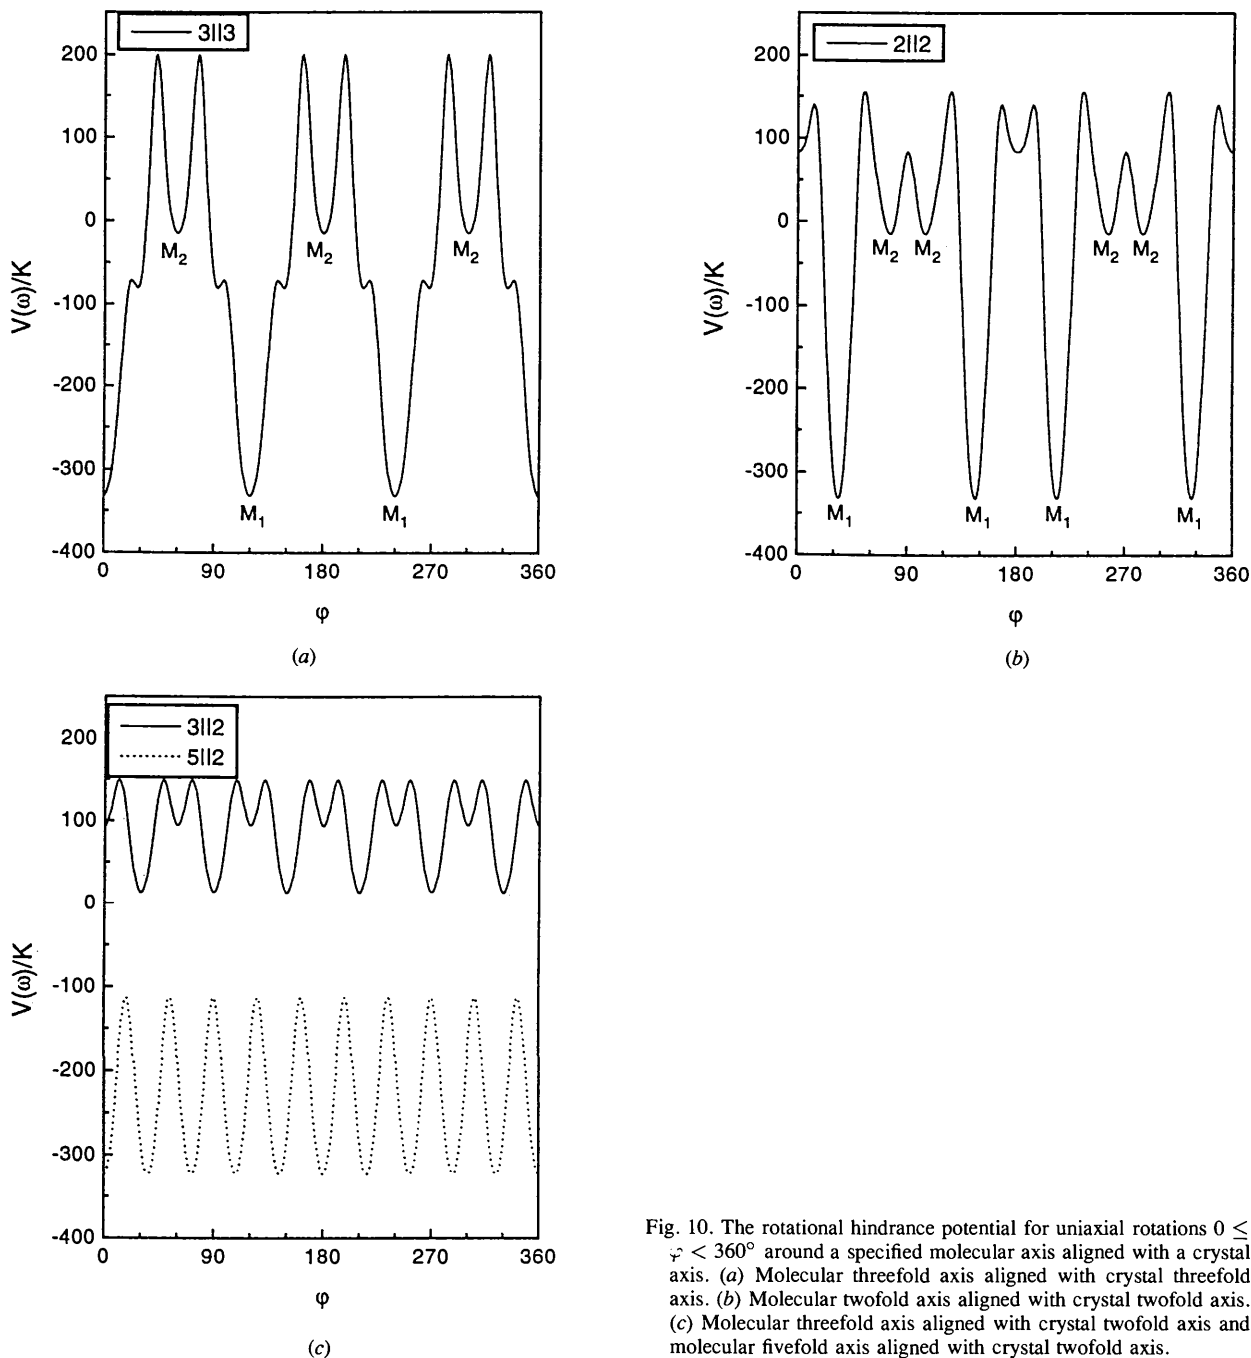 3||3
200
100
0
-100
-200
-300
-400
V(ω)/K
M₂
M₂
M₂
M₁
M₁
0
90
180
270
360
φ
(a)
2||2
200
100
0
-100
-200
-300
-400
V(ω)/K
M₂
M₂
M₂
M₂
M₁
M₁
M₁
M₁
0
90
180
270
360
φ
(b)
3||2
5||2
200
100
0
-100
-200
-300
-400
V(ω)/K
0
90
180
270
360
φ
(c)
Fig. 10. The rotational hindrance potential for uniaxial rotations 0 ≤
φ < 360° around a specified molecular axis aligned with a crystal
axis. (a) Molecular threefold axis aligned with crystal threefold
axis. (b) Molecular twofold axis aligned with crystal twofold axis.
(c) Molecular threefold axis aligned with crystal twofold axis and
molecular fivefold axis aligned with crystal twofold axis.